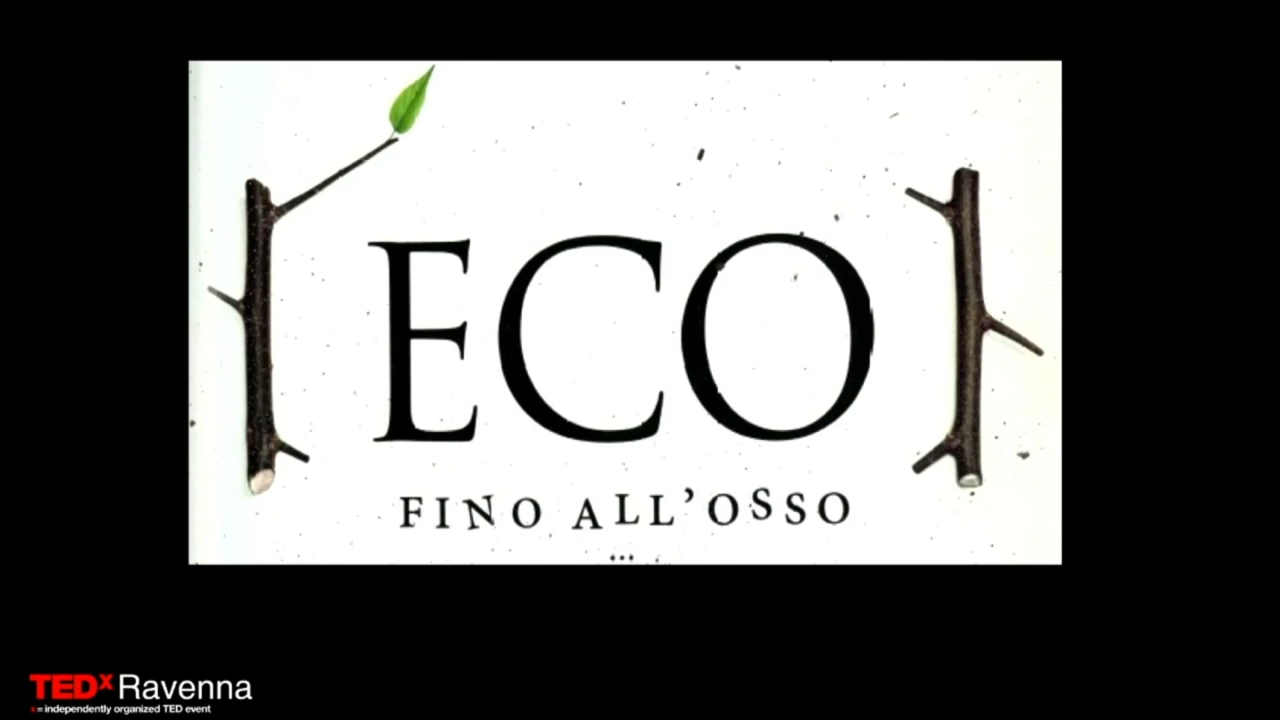 ECO
FINO ALL'OSSO
...
TEDx Ravenna
x = independently organized TED event